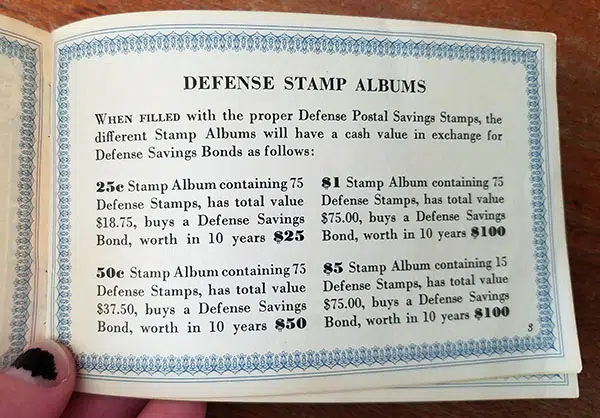 DEFENSE STAMP ALBUMS
WHEN FILLED with the proper Defense Postal Savings Stamps, the
different Stamp Albums will have a cash value in exchange for
Defense Savings Bonds as follows:
25c Stamp Album containing 75
Defense Stamps, has total value
$18.75, buys a Defense Savings
Bond, worth in 10 years $25
50c Stamp Album containing 75
Defense Stamps, has total value
$37.50, buys a Defense Savings
Bond, worth in 10 years $50
$1 Stamp Album containing 75
Defense Stamps, has total value
$75.00, buys a Defense Savings
Bond, worth in 10 years $100
$5 Stamp Album containing 15
Defense Stamps, has total value
$75.00, buys a Defense Savings
Bond, worth in 10 years $100
3